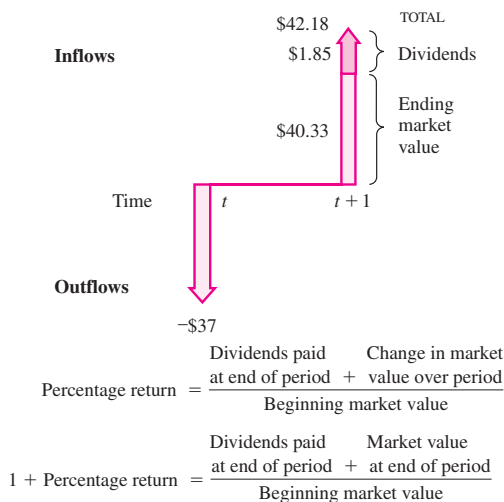 $42.18 TOTAL
Inflows $1.85 Dividends
Ending
$40.33 market
value
Time t t + 1
Outflows
−$37
Dividends paid Change in market
Percentage return = at end of period + value over period
Beginning market value
Dividends paid Market value
1 + Percentage return = at end of period + at end of period
Beginning market value